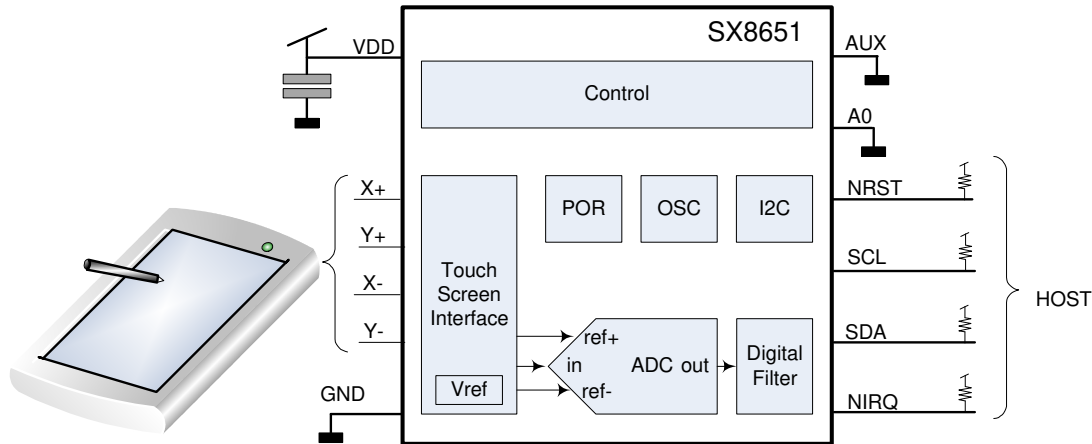 SX8651
VDD
AUX
Control
A0
X+
Y+
X-
Y-
NRST
POR
OSC
I2C
SCL
HOST
Touch
Screen
Interface
ref+
in
ref-
ADC out
Digital
Filter
SDA
Vref
GND
NIRQ